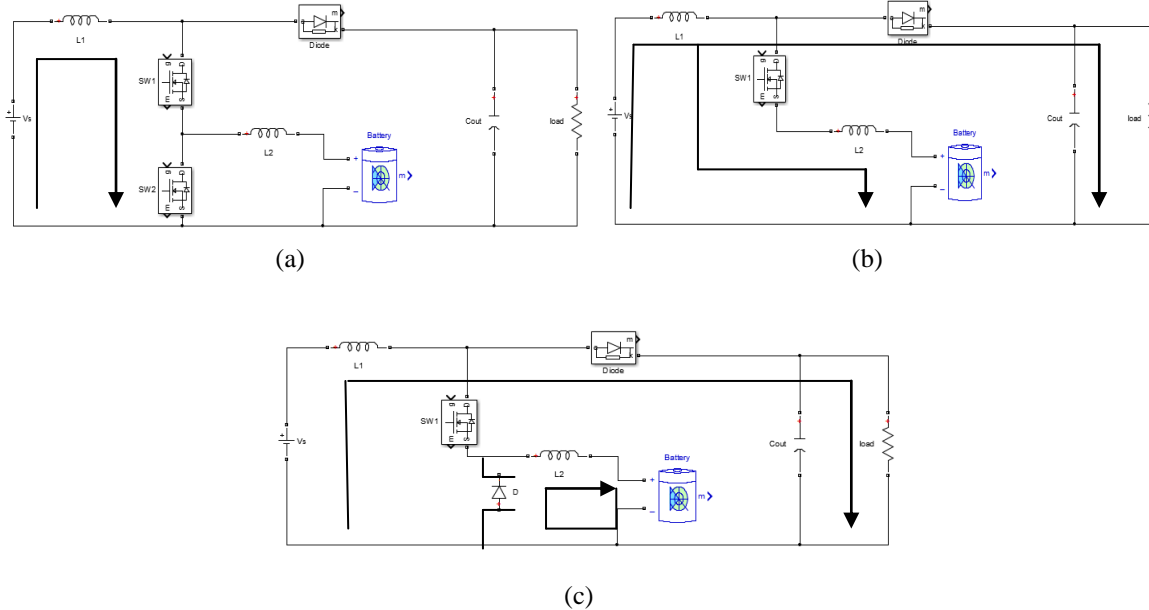 L1
Diode
m
a
k
g
D
SW1
E
S
Vs
+
L2
Battery
+
m
−
g
D
SW2
E
S
Cout
load
(a)
L1
Diode
m
a
k
g
D
SW1
E
S
Vs
L2
Battery
+
m
−
Cout
load
(b)
L1
Diode
m
a
k
g
D
SW1
E
S
Vs
+
L2
D
Battery
+
m
−
Cout
load
(c)